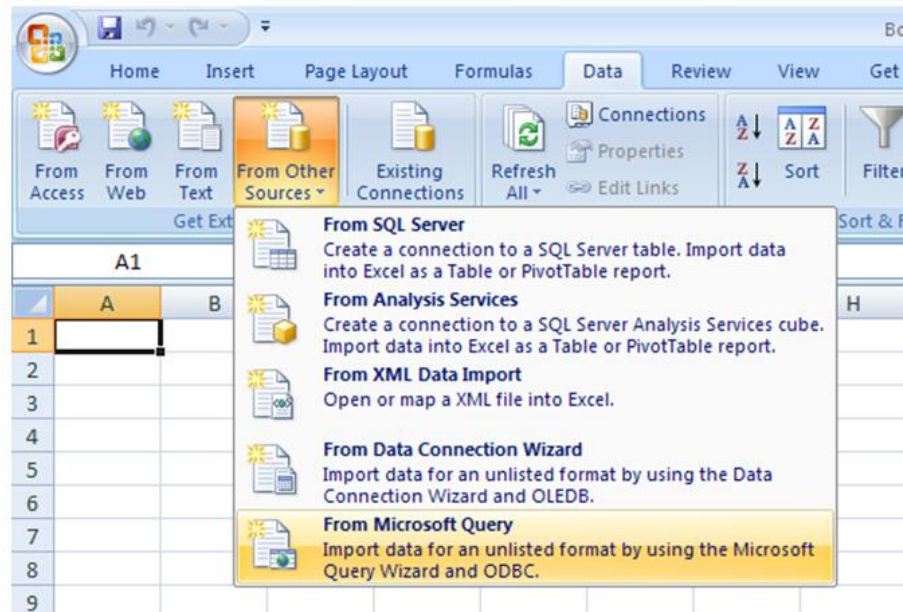 Bo
Home Insert Page Layout Formulas Data Review View Get
From Access
From Web
From Text
From Other Sources
Existing Connections
Refresh All
Connections
Properties
Edit Links
A Z
Z A
A Z
Z A
Sort
Filter
Get Ext
Sort & F
A1
A B H
1
2
3
4
5
6
7
8
9
From SQL Server
Create a connection to a SQL Server table. Import data
into Excel as a Table or PivotTable report.
From Analysis Services
Create a connection to a SQL Server Analysis Services cube.
Import data into Excel as a Table or PivotTable report.
From XML Data Import
Open or map a XML file into Excel.
From Data Connection Wizard
Import data for an unlisted format by using the Data
Connection Wizard and OLEDB.
From Microsoft Query
Import data for an unlisted format by using the Microsoft
Query Wizard and ODBC.